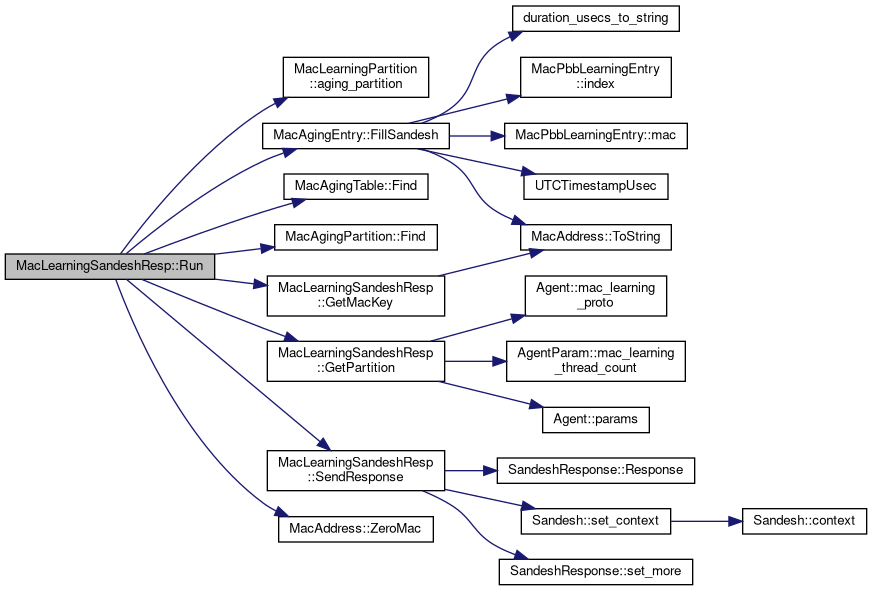 duration_usecs_to_string
MacLearningPartition
::aging_partition
MacPbbLearningEntry
::index
MacAgingEntry::FillSandesh
MacPbbLearningEntry::mac
MacAgingTable::Find
UTCTimestampUsec
MacAgingPartition::Find
MacAddress::ToString
MacLearningSandeshResp::Run
MacLearningSandeshResp
::GetMacKey
Agent::mac_learning
_proto
MacLearningSandeshResp
::GetPartition
AgentParam::mac_learning
_thread_count
Agent::params
MacLearningSandeshResp
::SendResponse
SandeshResponse::Response
MacAddress::ZeroMac
Sandesh::set_context
Sandesh::context
SandeshResponse::set_more